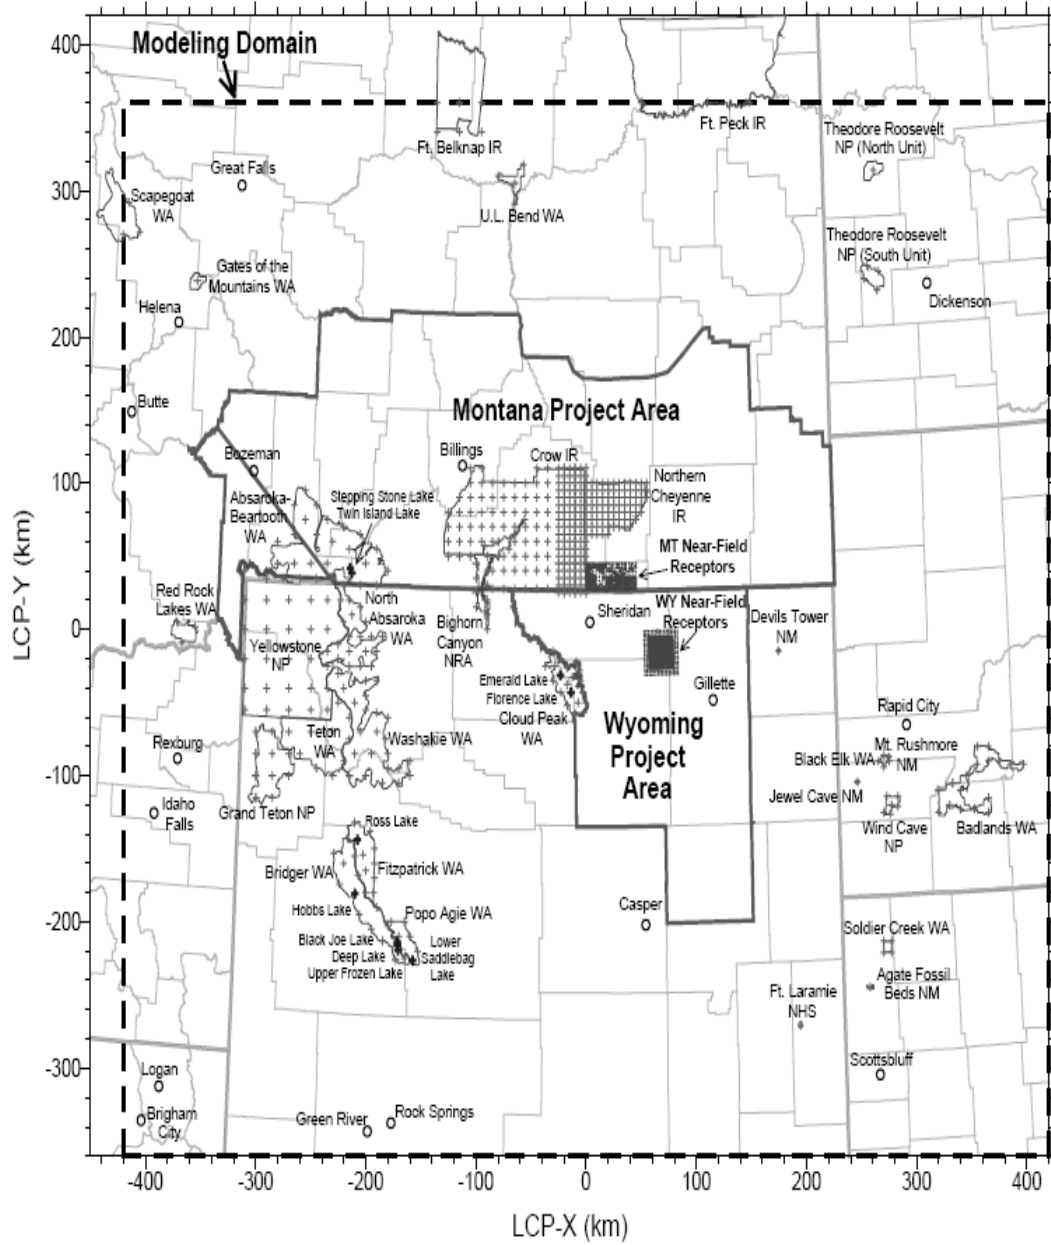 400
Modeling Domain
Ft. Belknap IR
Ft. Peck IR
Theodore Roosevelt
NP (North Unit)
300
Great Falls
Scapegoat
WA
U.L. Bend WA
Theodore Roosevelt
NP (South Unit)
Gates of the
Mountains WA
Dickenson
Helena
200
Butte
Montana Project Area
Bozeman
Billings
Crow IR
100
Absaroka-
Beartooth
WA
Stepping Stone Lake
Twin Island Lake
Northern
Cheyenne
IR
MT Near-Field
Receptors
LCP-Y (km)
Red Rock
Lakes WA
North
Absaroka
WA
Bighorn
Canyon
NRA
Sheridan
WY Near-Field
Receptors
Devils Tower
NM
0
Yellowstone
NP
Emerald Lake
Florence Lake
Cloud Peak
WA
Gillette
Teton
WA
Washakie WA
Wyoming
Project
Area
Rapid City
Rexburg
Black Elk WA
Mt. Rushmore
NM
-100
Jewel Cave NM
Idaho
Falls
Grand Teton NP
Ross Lake
Wind Cave
NP
Badlands WA
Bridger WA
Fitzpatrick WA
Hobbs Lake
Popo Agie WA
Casper
-200
Black Joe Lake
Deep Lake
Upper Frozen Lake
Lower
Saddlebag
Lake
Soldier Creek WA
Agate Fossil
Beds NM
Ft. Laramie
NHS
-300
Logan
Scottsbluff
Brigham
City
Green River
Rock Springs
-400
-300
-200
-100
0
100
200
300
400
LCP-X (km)